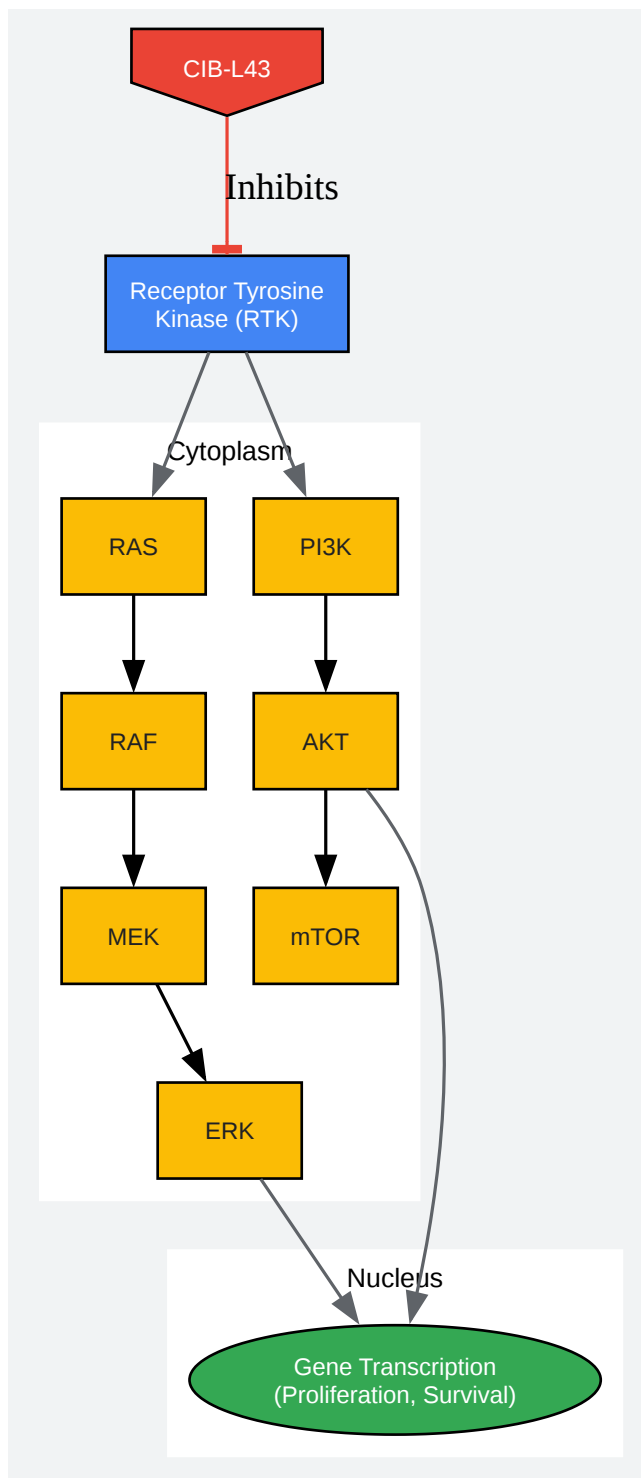 CIB-L43
Inhibits
Receptor Tyrosine
Kinase (RTK)
Cytoplasm
RAS
PI3K
RAF
AKT
MEK
mTOR
ERK
Nucleus
Gene Transcription
(Proliferation, Survival)